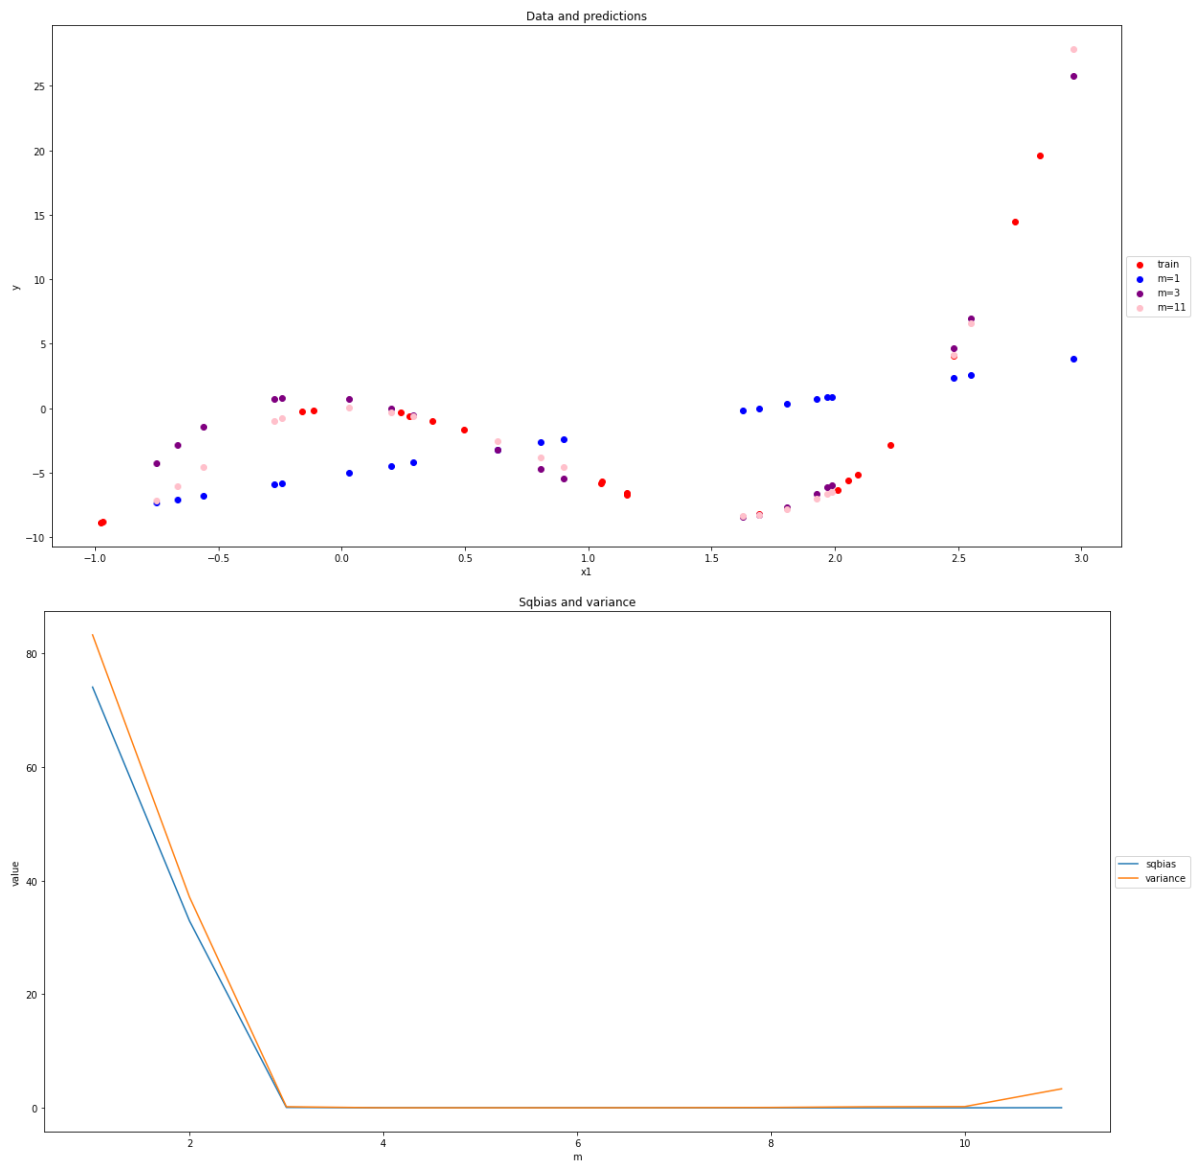 Data and predictions
25
20
15
10
5
0
−5
−10
y
−1.0 −0.5 0.0 0.5 1.0 1.5 2.0 2.5 3.0
x1
train
m=1
m=3
m=11
Sqbias and variance
80
60
40
20
0
value
2 4 6 8 10
m
sqbias
variance